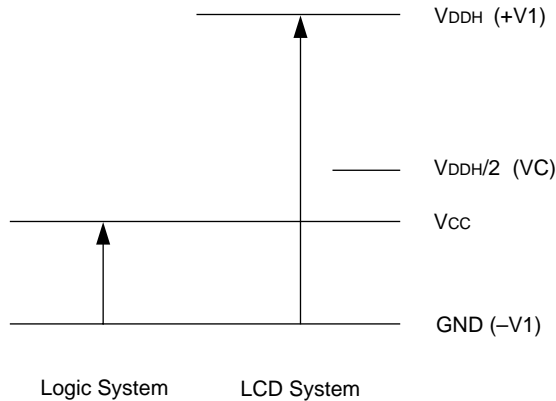 VDDH (+V1)
VDDH/2 (VC)
VCC
GND (–V1)
Logic System LCD System